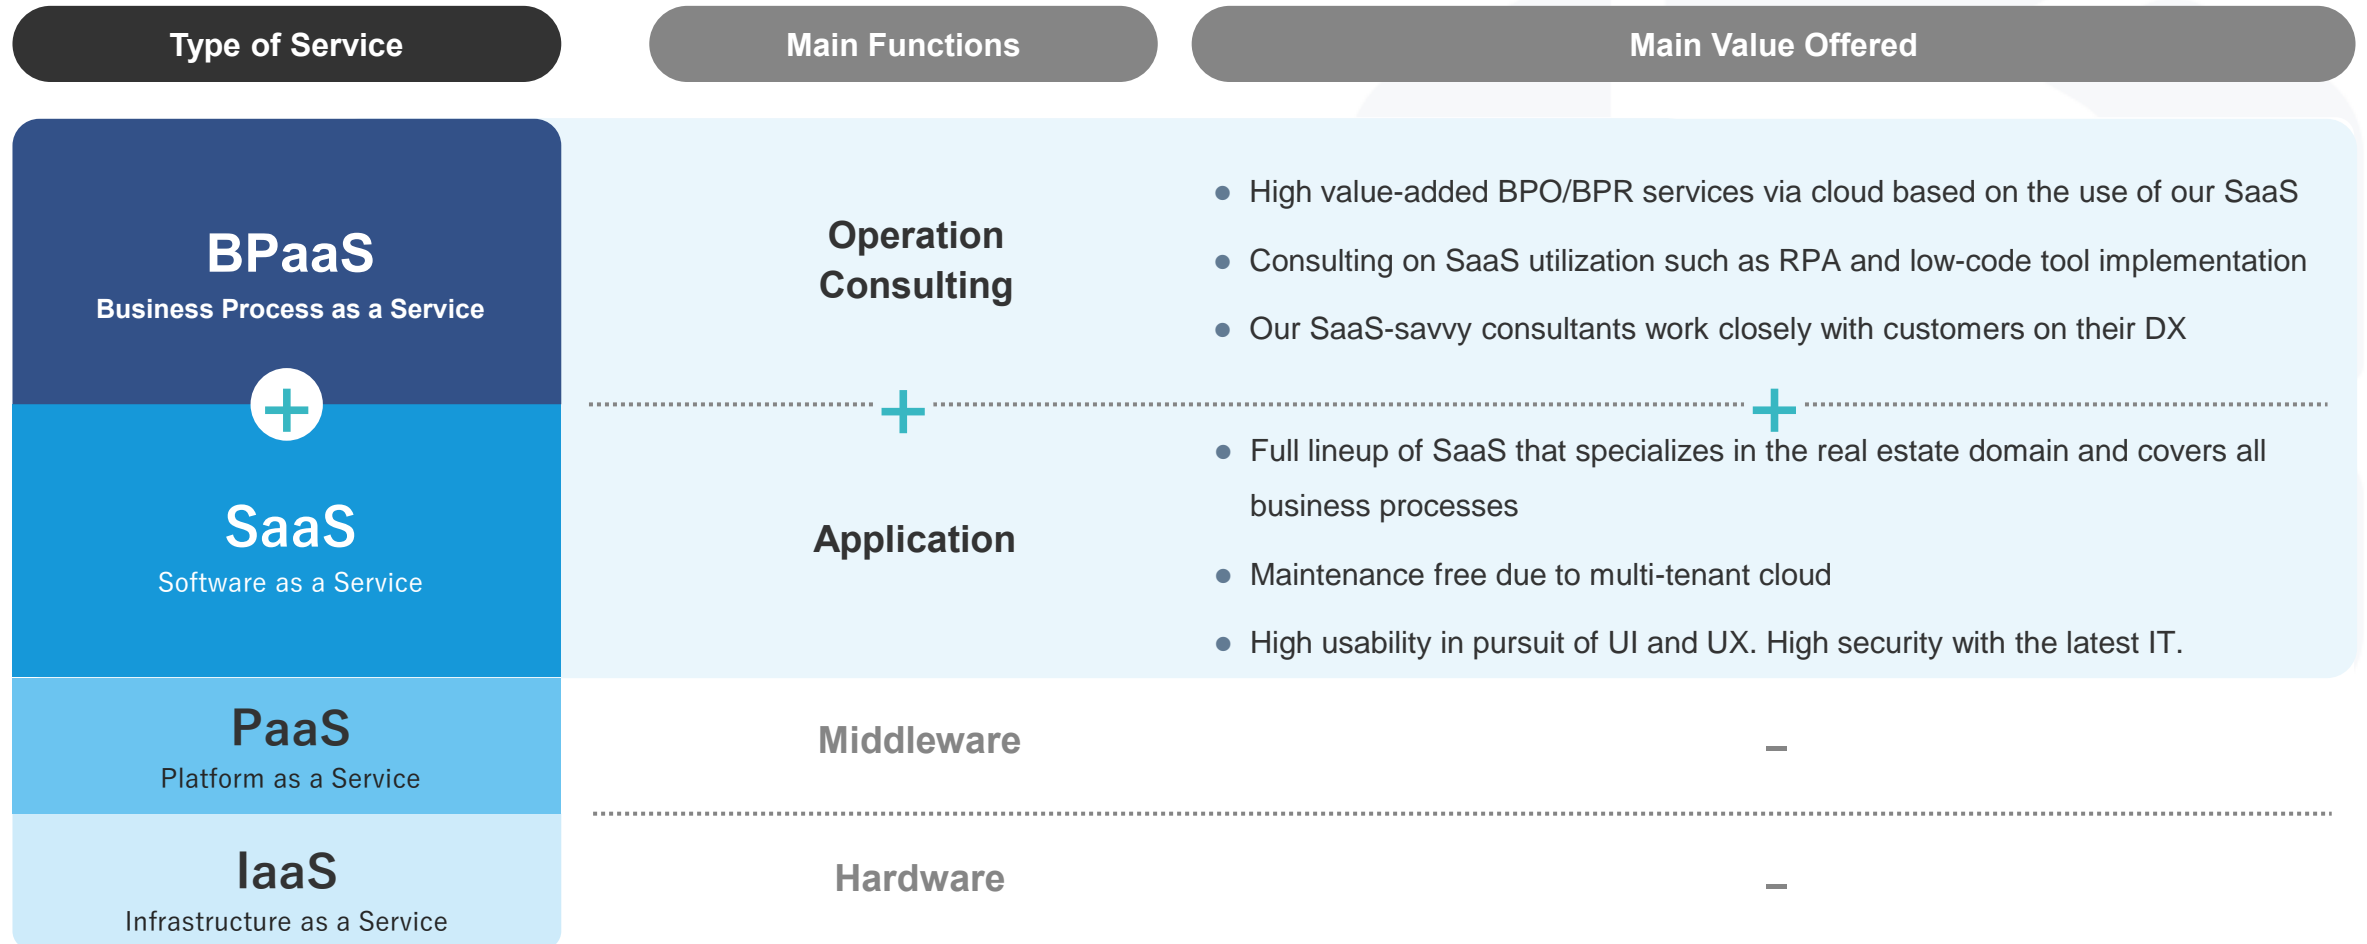 Type of Service
Main Functions
Main Value Offered
BPaaS
Business Process as a Service
Operation
Consulting
● High value-added BPO/BPR services via cloud based on the use of our SaaS
● Consulting on SaaS utilization such as RPA and low-code tool implementation
● Our SaaS-savvy consultants work closely with customers on their DX
+
+
+
SaaS
Software as a Service
Application
● Full lineup of SaaS that specializes in the real estate domain and covers all
business processes
● Maintenance free due to multi-tenant cloud
● High usability in pursuit of UI and UX. High security with the latest IT.
PaaS
Platform as a Service
Middleware
–
IaaS
Infrastructure as a Service
Hardware
–